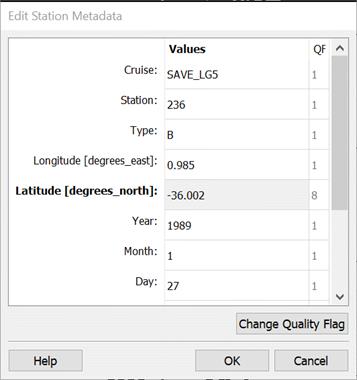 Edit Station Metadata
Values QF
Cruise: SAVE_LG5 1
Station: 236 1
Type: B 1
Longitude [degrees_east]: 0.985 1
Latitude [degrees_north]: -36.002 8
Year: 1989 1
Month: 1 1
Day: 27 1
Change Quality Flag
Help OK Cancel